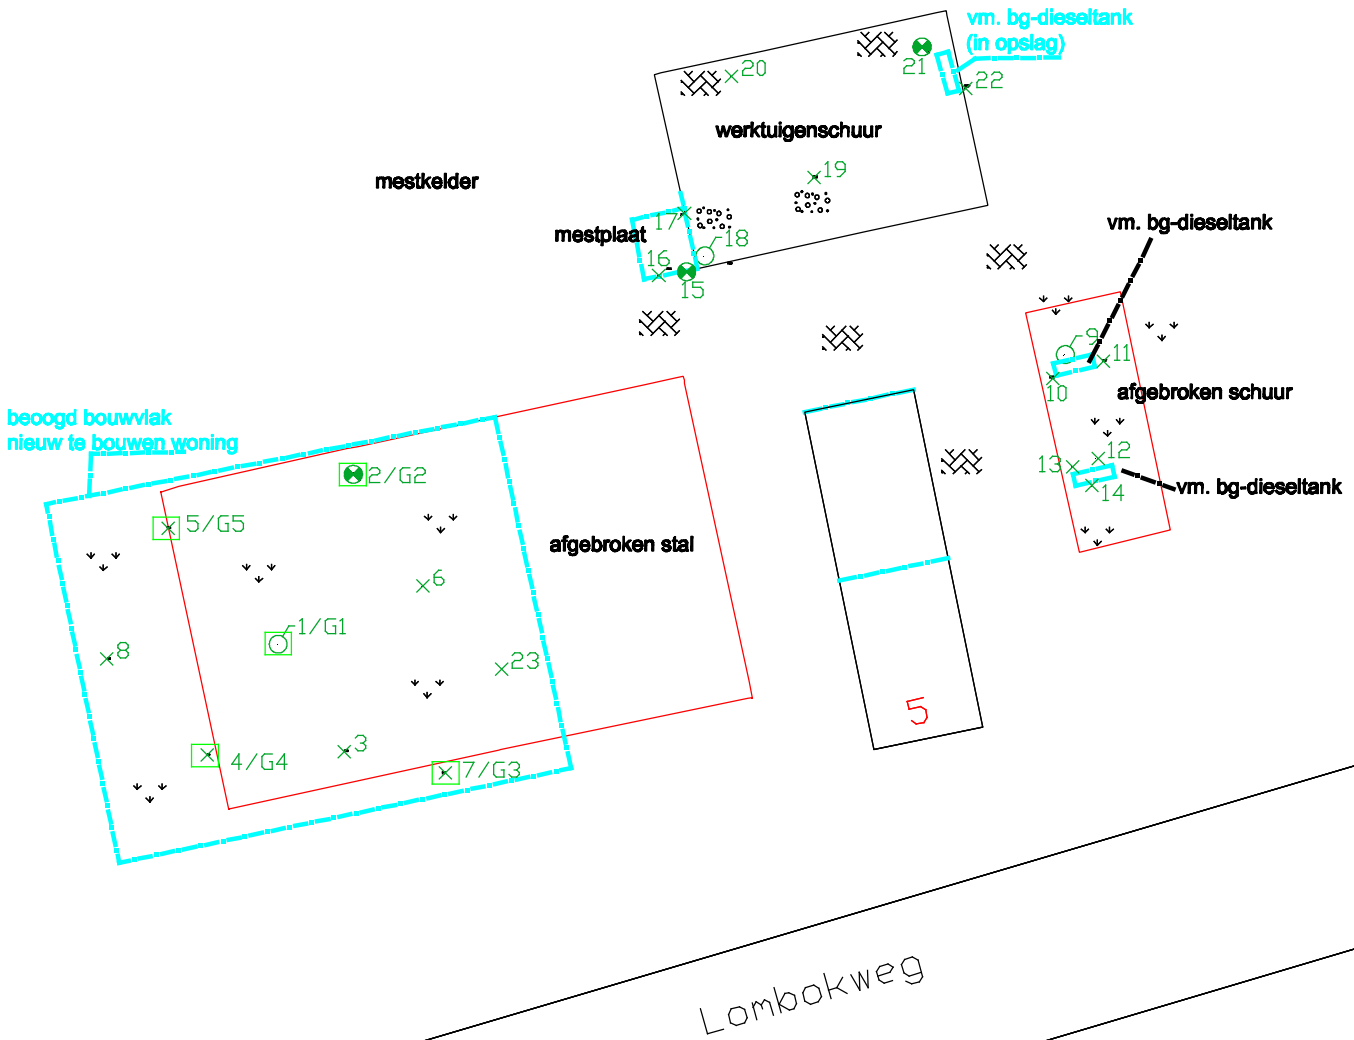 vm. bg-dieseltank
(in opslag)
20
21
22
werktuigenschuur
19
mestkelder
17
mestplaat
18
16
15
vm. bg-dieseltank
9
11
10
afgebroken schuur
beoogd bouwvlak
nieuw te bouwen woning
2/G2
12
13
14
vm. bg-dieseltank
5/G5
afgebroken stal
6
1/G1
8
23
5
3
4/G4
7/G3
Lombokweg